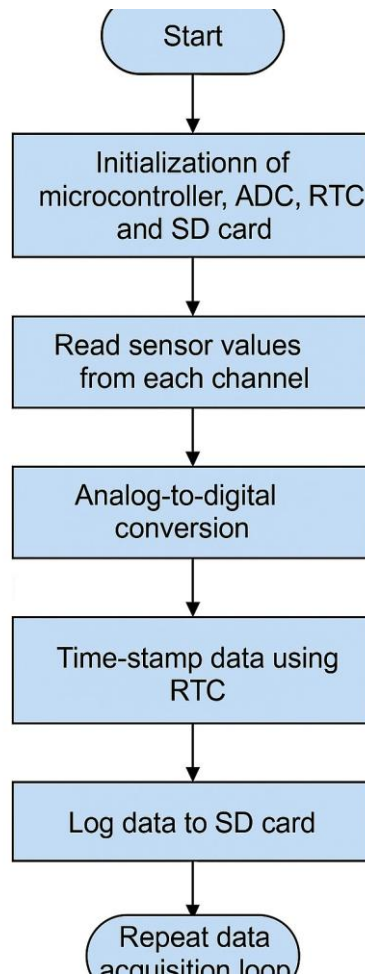 Start
Initializationn of
microcontroller, ADC, RTC
and SD card
Read sensor values
from each channel
Analog-to-digital
conversion
Time-stamp data using
RTC
Log data to SD card
Repeat data
acquisition loop